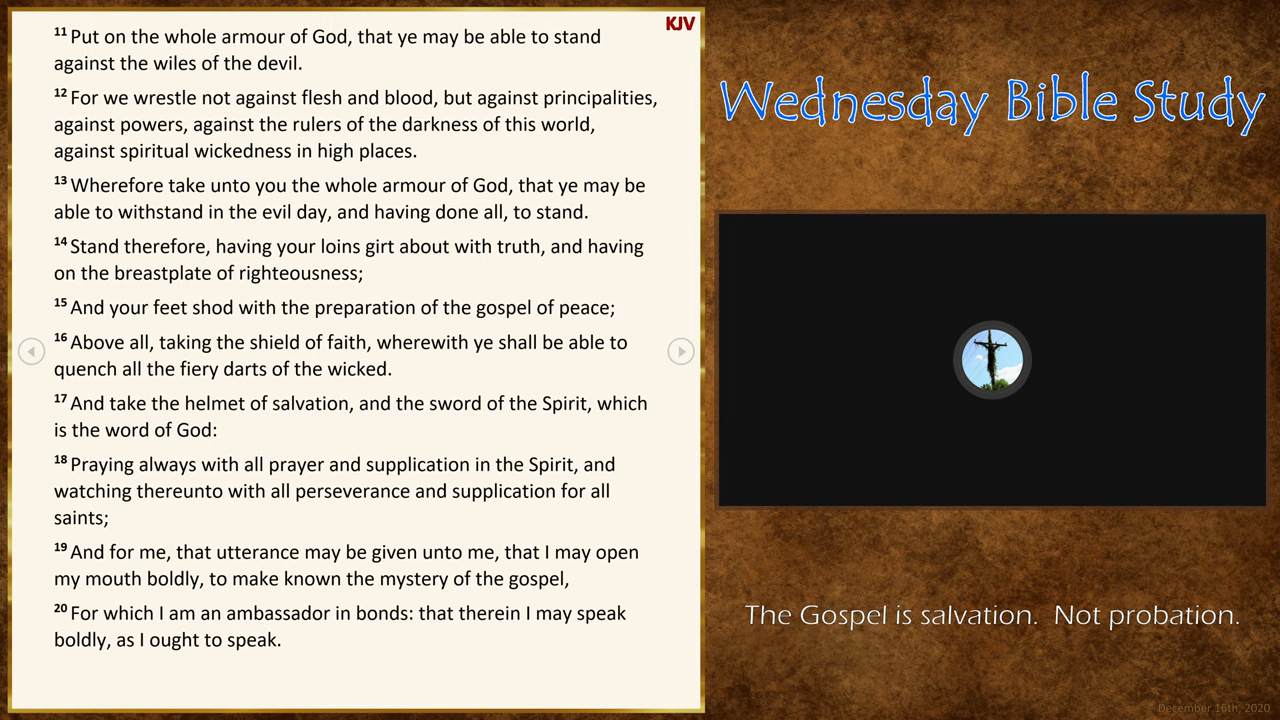 KJV
11 Put on the whole armour of God, that ye may be able to stand
against the wiles of the devil.
12 For we wrestle not against flesh and blood, but against principalities,
against powers, against the rulers of the darkness of this world,
against spiritual wickedness in high places.
13 Wherefore take unto you the whole armour of God, that ye may be
able to withstand in the evil day, and having done all, to stand.
14 Stand therefore, having your loins girt about with truth, and having
on the breastplate of righteousness;
15 And your feet shod with the preparation of the gospel of peace;
16 Above all, taking the shield of faith, wherewith ye shall be able to
quench all the fiery darts of the wicked.
17 And take the helmet of salvation, and the sword of the Spirit, which
is the word of God:
18 Praying always with all prayer and supplication in the Spirit, and
watching thereunto with all perseverance and supplication for all
saints;
19 And for me, that utterance may be given unto me, that I may open
my mouth boldly, to make known the mystery of the gospel,
20 For which I am an ambassador in bonds: that therein I may speak
boldly, as I ought to speak.
Wednesday Bible Study
The Gospel is salvation. Not probation.
December 16th, 2020